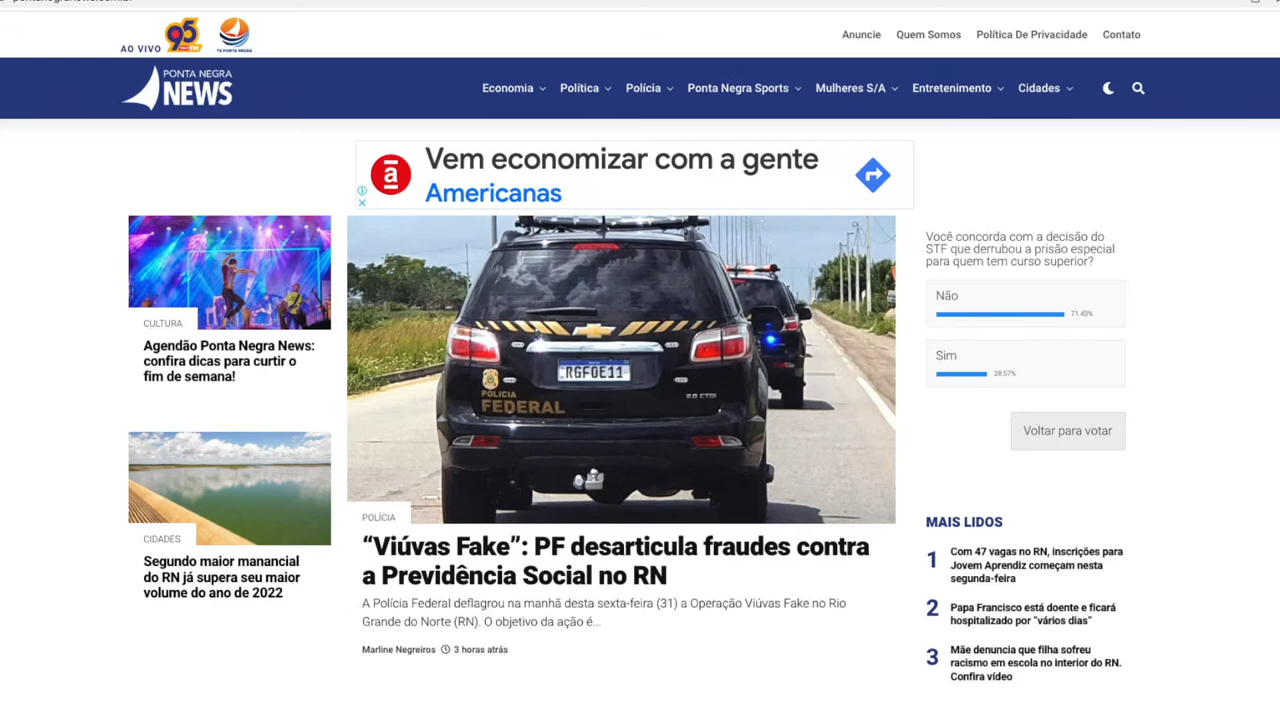 AO VIVO
95
TV PONTA NEGRA
Anuncie
Quem Somos
Política De Privacidade
Contato
PONTA NEGRA
NEWS
Economia
Política
Polícia
Ponta Negra Sports
Mulheres S/A
Entretenimento
Cidades
Vem economizar com a gente
Americanas
CULTURA
Agendão Ponta Negra News:
confira dicas para curtir o
fim de semana!
CIDADES
Segundo maior manancial
do RN já supera seu maior
volume do ano de 2022
RGF0E11
POLÍCIA
FEDERAL
2.8 CTDI
POLÍCIA
“Viúvas Fake”: PF desarticula fraudes contra
a Previdência Social no RN
A Polícia Federal deflagrou na manhã desta sexta-feira (31) a Operação Viúvas Fake no Rio
Grande do Norte (RN). O objetivo da ação é...
Marline Negreiros 3 horas atrás
Você concorda com a decisão do
STF que derrubou a prisão especial
para quem tem curso superior?
Não
71.43%
Sim
28.57%
Voltar para votar
MAIS LIDOS
1 Com 47 vagas no RN, inscrições para
Jovem Aprendiz começam nesta
segunda-feira
2 Papa Francisco está doente e ficará
hospitalizado por “vários dias”
3 Mãe denuncia que filha sofreu
racismo em escola no interior do RN.
Confira vídeo